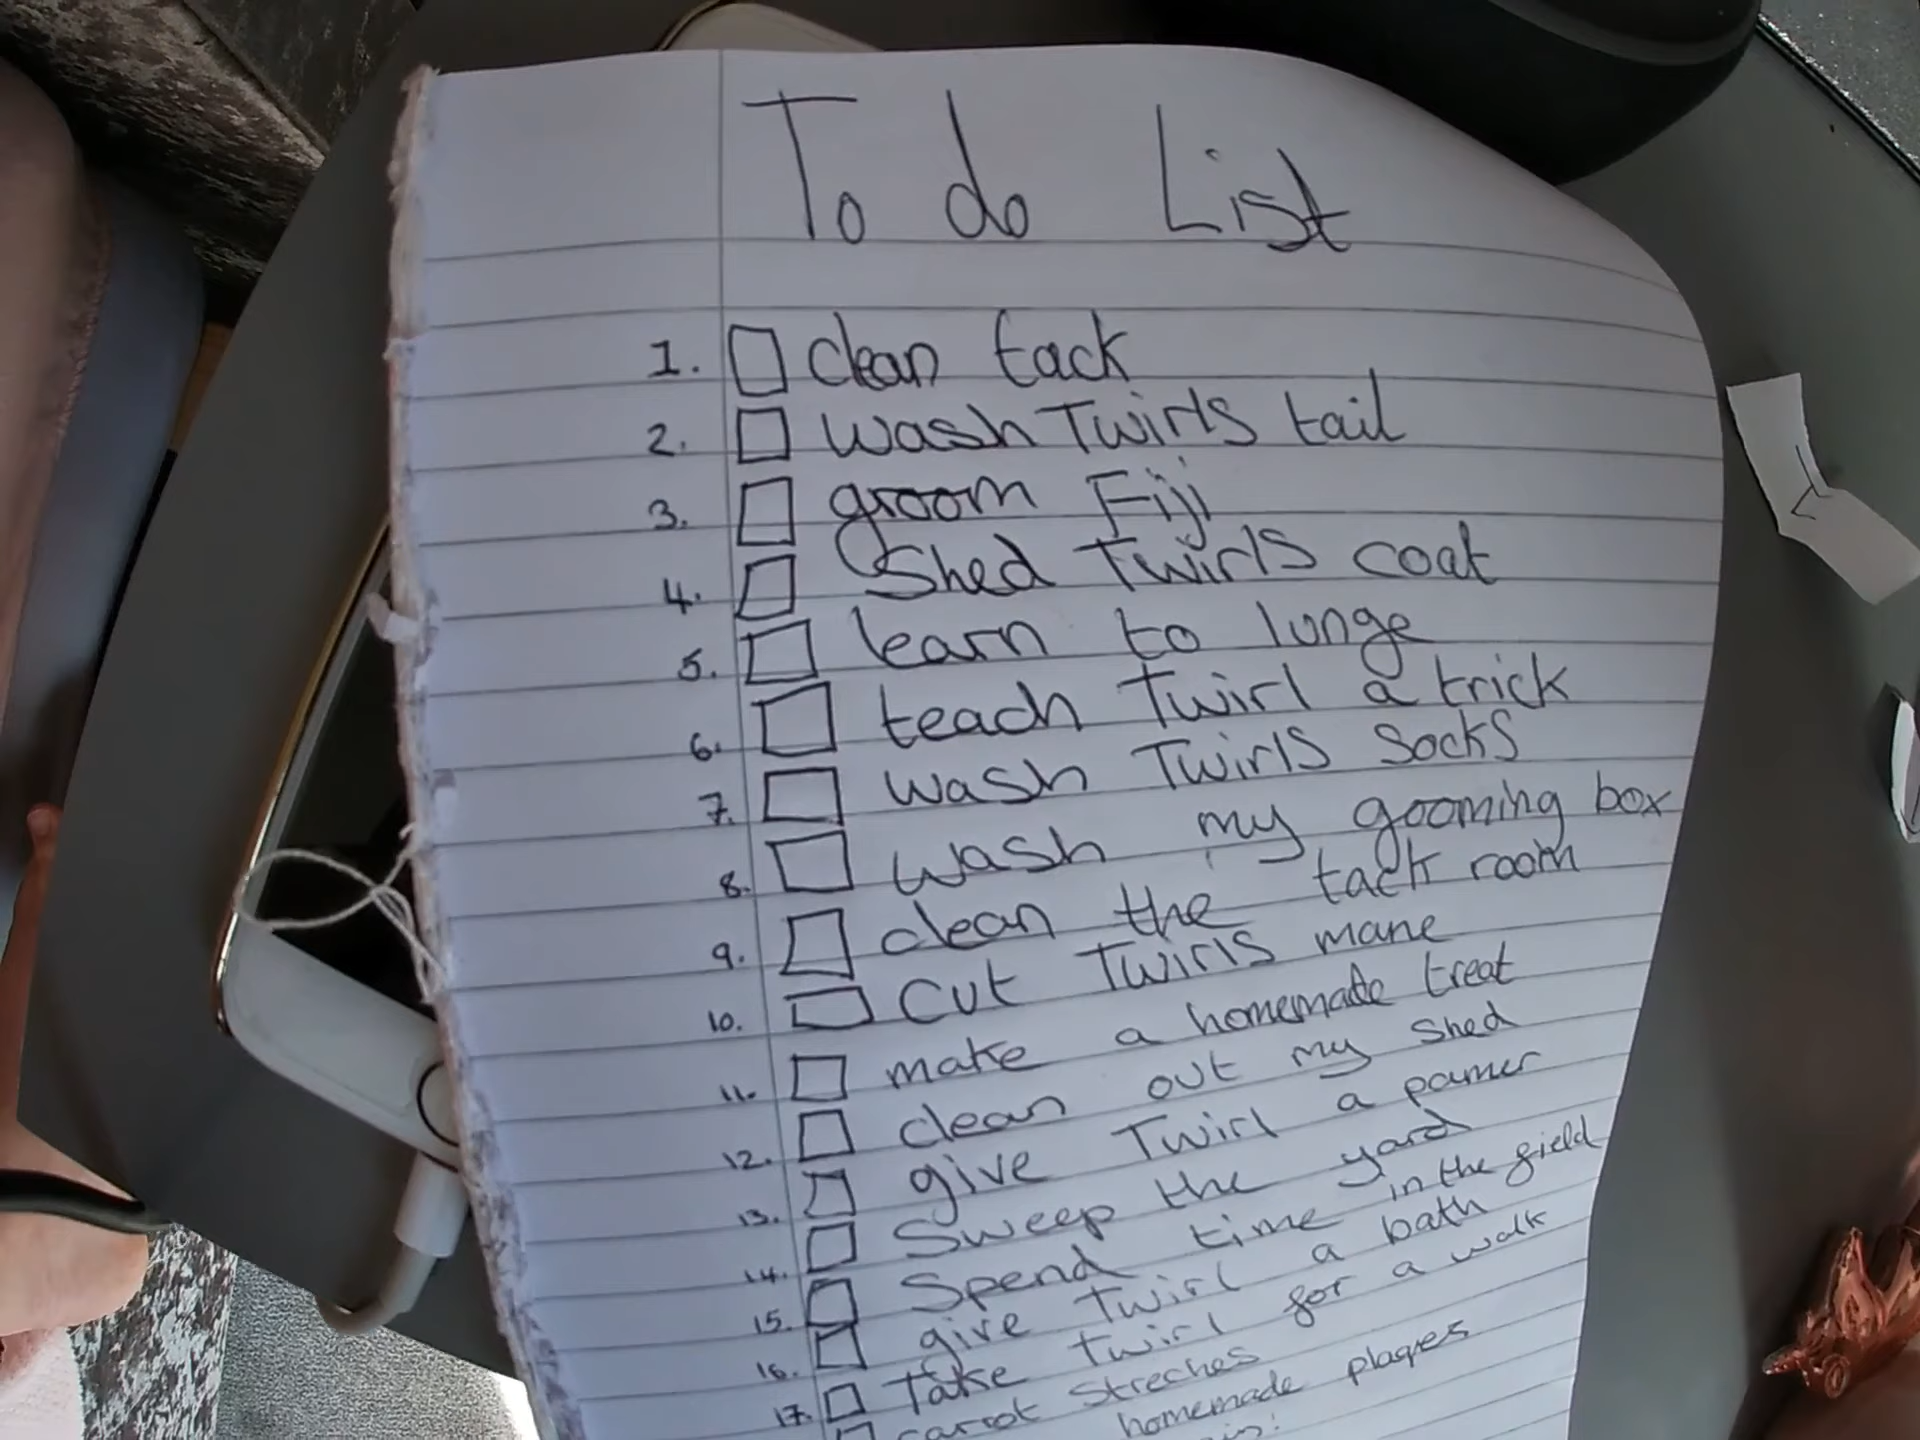 To do List
1. clean tack
2. wash Twirls tail
3. groom Fiji
4. Shed Twirls coat
5. learn to lunge
6. teach Twirl a trick
7. wash Twirls socks
8. wash my gooming box
9. clean the tack room
10. cut Twirls mane
11. make a homemade treat
12. clean out my shed
13. give Twirl a pamer
14. Sweep the yard
15. Spend time in the field
16. give Twirl a bath
17. Take Twirl for a walk
carrot streches
homemade plaques